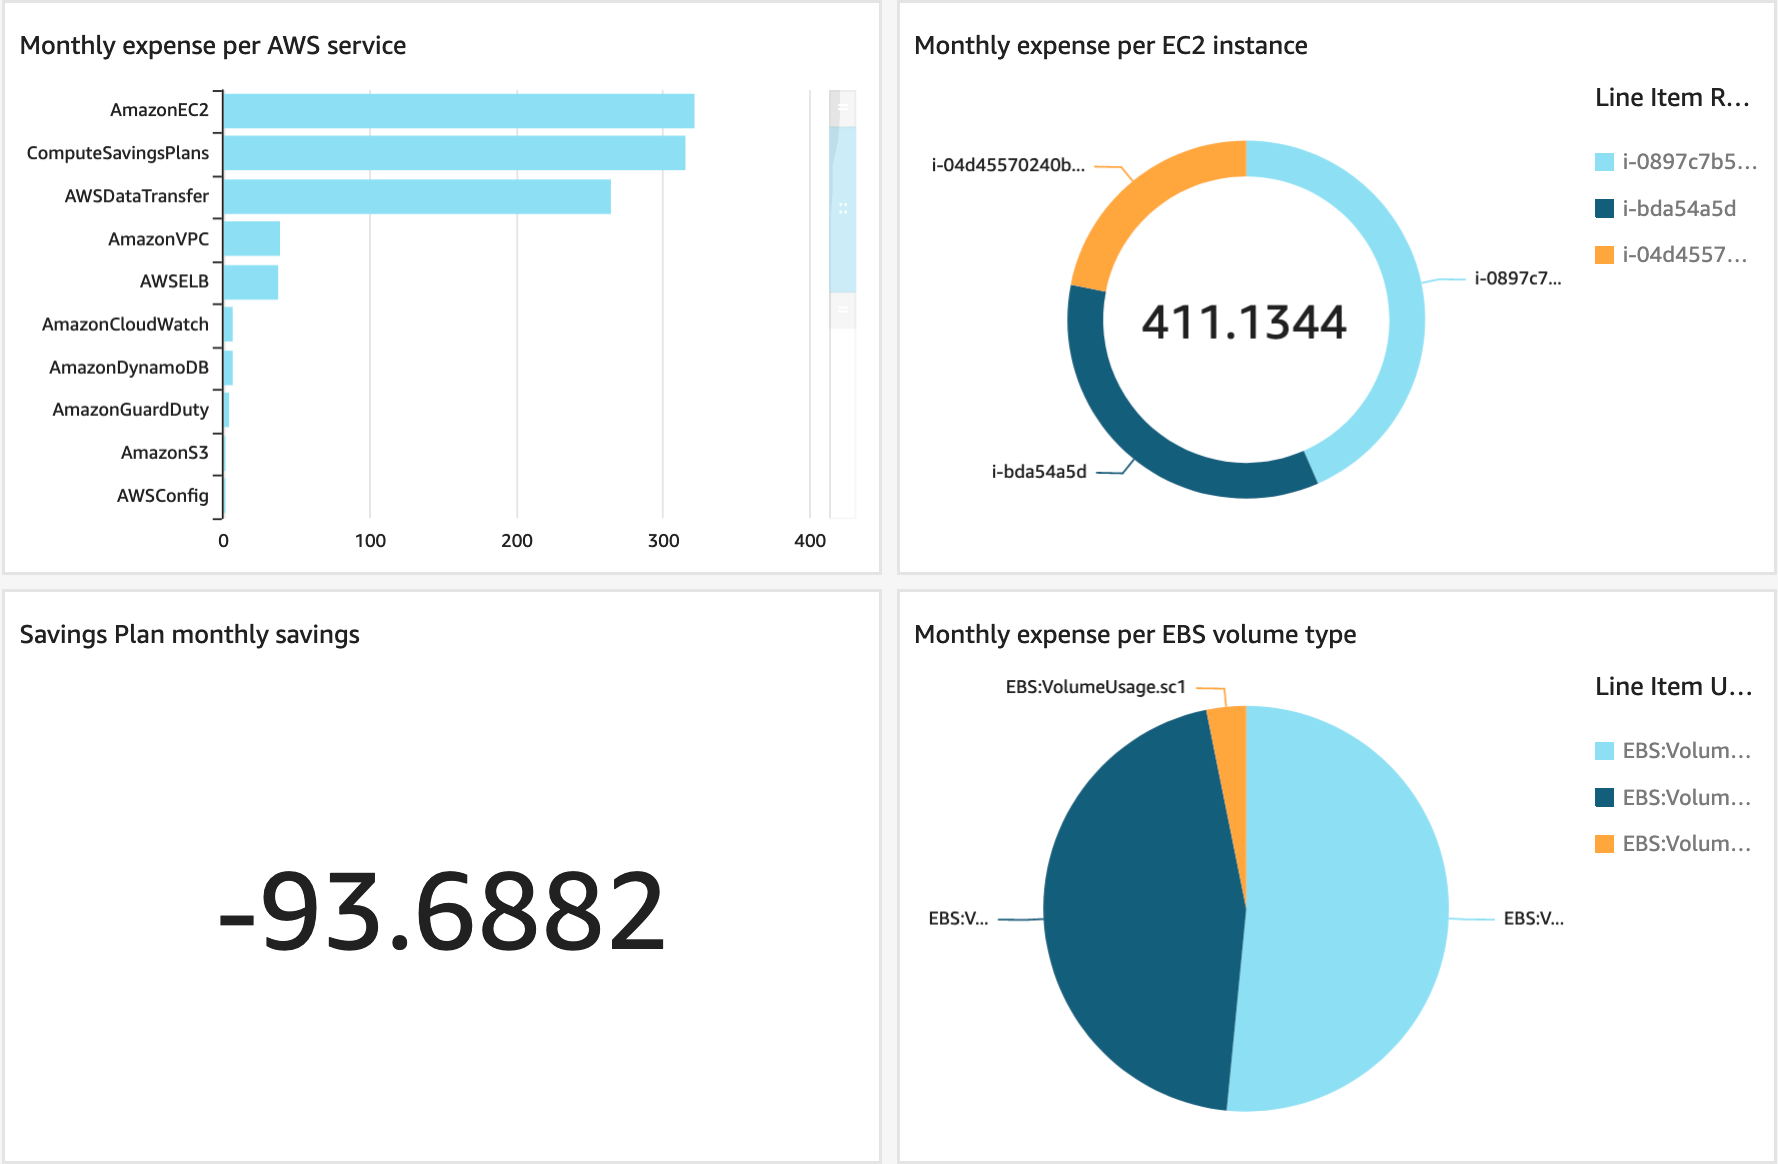 Monthly expense per AWS service
AmazonEC2
ComputeSavingsPlans
AWSDataTransfer
AmazonVPC
AWSELB
AmazonCloudWatch
AmazonDynamoDB
AmazonGuardDuty
AmazonS3
AWSConfig
0 100 200 300 400
Monthly expense per EC2 instance
Line Item R...
i-0897c7b5...
i-bda54a5d
i-04d4557...
i-04d45570240b...
i-0897c7...
411.1344
i-bda54a5d
Savings Plan monthly savings
-93.6882
Monthly expense per EBS volume type
EBS:VolumeUsage.sc1
Line Item U...
EBS:Volum...
EBS:Volum...
EBS:Volum...
EBS:V...
EBS:V...